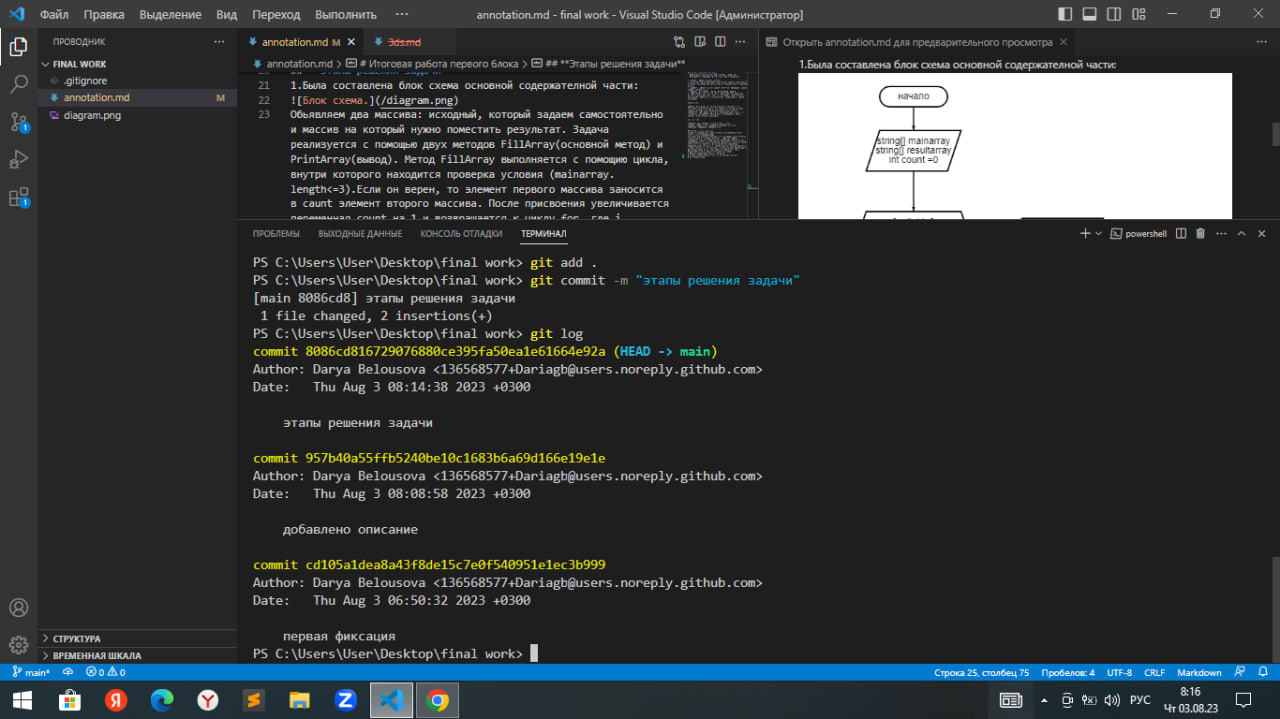 Файл Правка Выделение Вид Переход Выполнить ··· annotation.md - final work - Visual Studio Code [Администратор]
ПРОВОДНИК ···
FINAL WORK
.gitignore
annotation.md M
diagram.png
СТРУКТУРА
ВРЕМЕННАЯ ШКАЛА
annotation.md M 3ds.md
annotation.md > # Итоговая работа первого блока > ## **Этапы решения задачи**
21 1.Была составлена блок схема основной содержателной части:
22 ![Блок схема.](/diagram.png)
23 Обьявляем два массива: исходный, который задаем самостоятельно
и массив на который нужно поместить результат. Задача
реализуется с помощью двух методов FillArray(основной метод) и
PrintArray(вывод). Метод FillArray выполняется с помощию цикла,
внутри которого находится проверка условия (mainarray.
length<=3).Если он верен, то элемент первого массива заносится
в caunt элемент второго массива. После присвоения увеличивается
переменная count на 1 и возвращается к циклу for, где i
Открыть annotation.md для предварительного просмотра
1.Была составлена блок схема основной содержателной части:
начало
string[] mainarray
string[] resultarray
int count =0
ПРОБЛЕМЫ ВЫХОДНЫЕ ДАННЫЕ КОНСОЛЬ ОТЛАДКИ ТЕРМИНАЛ powershell
PS C:\Users\User\Desktop\final work> git add .
PS C:\Users\User\Desktop\final work> git commit -m "этапы решения задачи"
[main 8086cd8] этапы решения задачи
1 file changed, 2 insertions(+)
PS C:\Users\User\Desktop\final work> git log
commit 8086cd816729076880ce395fa50ea1e61664e92a (HEAD -> main)
Author: Darya Belousova <136568577+Dariagb@users.noreply.github.com>
Date: Thu Aug 3 08:14:38 2023 +0300
этапы решения задачи
commit 957b40a55ffb5240be10c1683b6a69d166e19e1e
Author: Darya Belousova <136568577+Dariagb@users.noreply.github.com>
Date: Thu Aug 3 08:08:58 2023 +0300
добавлено описание
commit cd105a1dea8a43f8de15c7e0f540951e1ec3b999
Author: Darya Belousova <136568577+Dariagb@users.noreply.github.com>
Date: Thu Aug 3 06:50:32 2023 +0300
первая фиксация
PS C:\Users\User\Desktop\final work>
main* 0 0 Строка 25, столбец 75 Пробелов: 4 UTF-8 CRLF Markdown
РУС 8:16
Чт 03.08.23